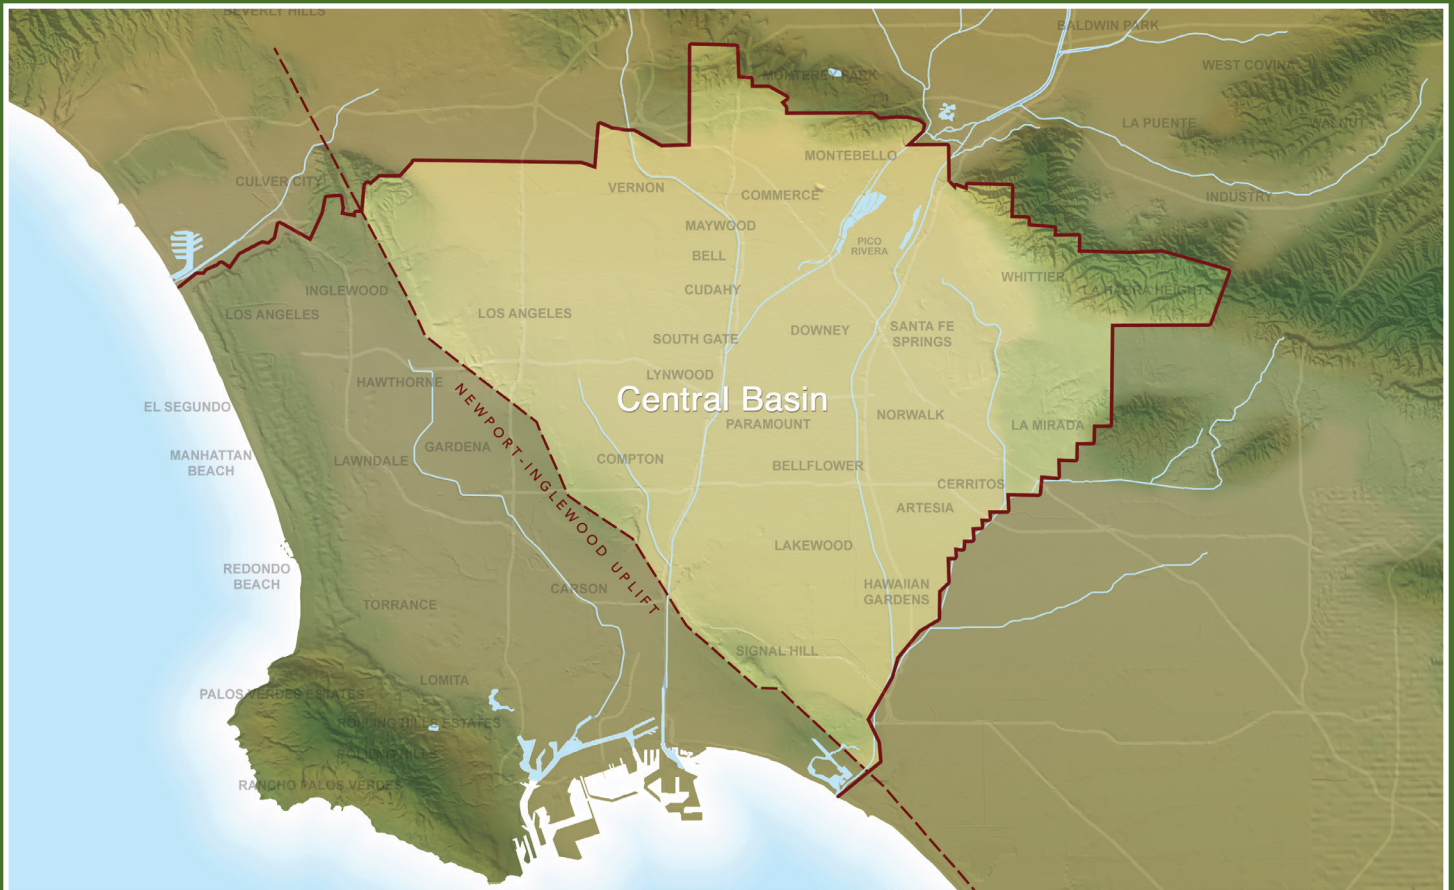 BEVERLY HILLS
BALDWIN PARK
WEST COVINA
MONTEREY PARK
LA PUENTE
WALNUT
MONTEBELLO
CULVER CITY
VERNON
COMMERCE
INDUSTRY
MAYWOOD
PICO
RIVERA
BELL
WHITTIER
LA HABRA HEIGHTS
INGLEWOOD
CUDAHY
LOS ANGELES
LOS ANGELES
SOUTH GATE
DOWNEY
SANTA FE
SPRINGS
HAWTHORNE
LYNWOOD
Central Basin
EL SEGUNDO
NORWALK
PARAMOUNT
LA MIRADA
NEWPORT-INGLEWOOD UPLIFT
GARDENA
MANHATTAN
BEACH
LAWNDALE
COMPTON
BELLFLOWER
CERRITOS
ARTESIA
LAKEWOOD
REDONDO
BEACH
CARSON
HAWAIIAN
GARDENS
TORRANCE
SIGNAL HILL
LOMITA
PALOS VERDES ESTATES
ROLLING HILLS ESTATES
ROLLING HILLS
RANCHO PALOS VERDES